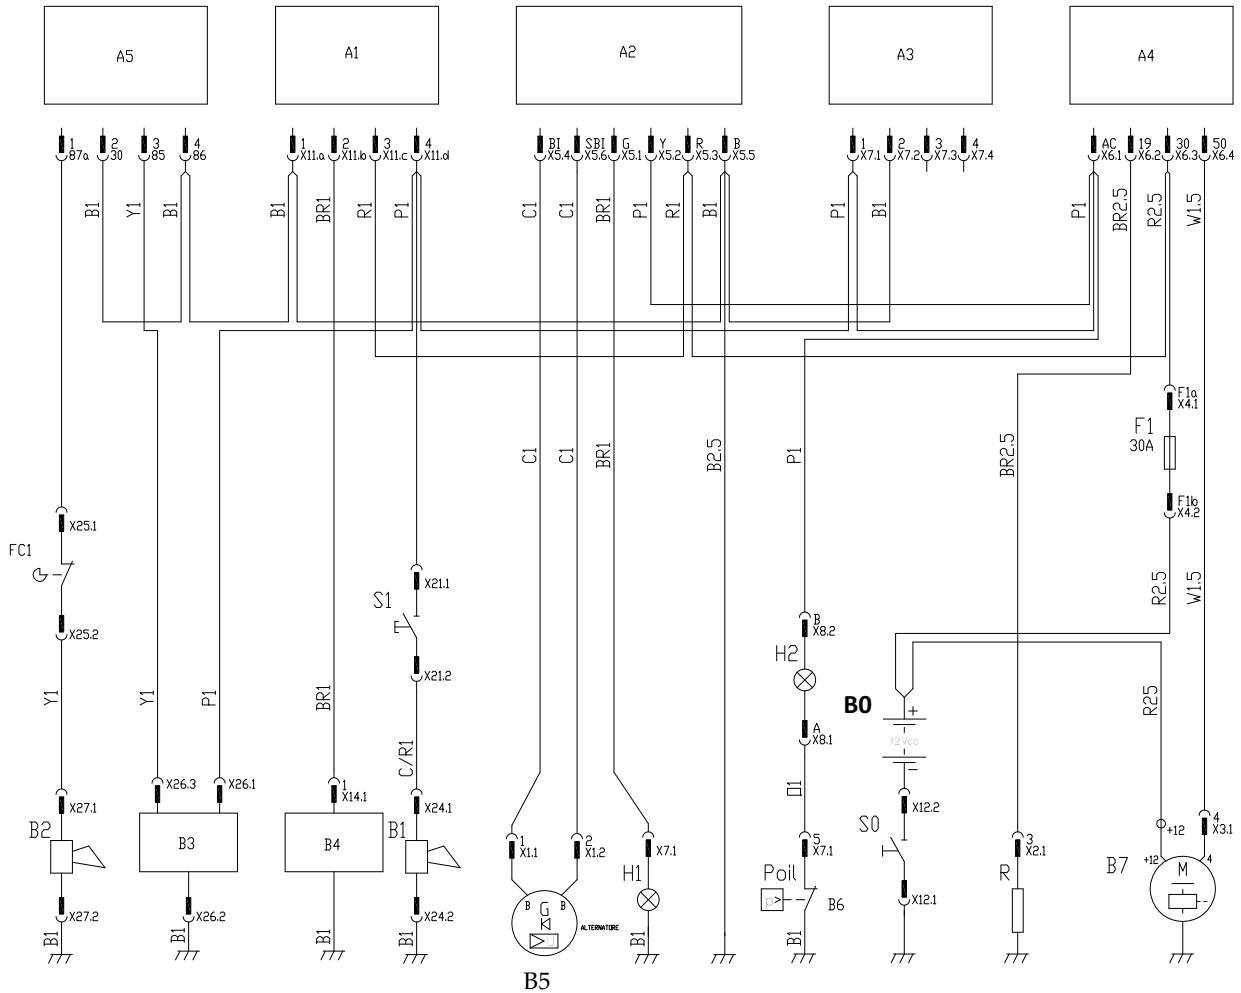 A5
A1
A2
A3
A4
1
87a
2
30
3
85
4
86
1
X11.a
2
X11.b
3
X11.c
4
X11.d
BI
X5.4
SBI
X5.6
G
X5.1
Y
X5.2
R
X5.3
B
X5.5
1
X7.1
2
X7.2
3
X7.3
4
X7.4
AC
X6.1
19
X6.2
30
X6.3
50
X6.4
B1
Y1
B1
B1
BR1
R1
P1
C1
C1
BR1
P1
R1
B1
P1
B1
P1
BR2.5
R2.5
W1.5
F1a
X4.1
F1
30A
F1b
X4.2
C1
C1
BR1
B2.5
P1
BR2.5
X25.1
FC1
X25.2
X21.1
S1
X21.2
R2.5
W1.5
B
X8.2
H2
A
X8.1
B0
+
12Vcc
−
Y1
Y1
P1
BR1
C/R1
R25
X27.1
X26.3
X26.1
1
X14.1
X24.1
D1
X12.2
B2
B3
B4
B1
1
X1.1
2
X1.2
X7.1
5
X7.1
S0
3
X2.1
+12
4
X3.1
H1
Poil
p>
B6
R
B7
+12
4
M
X27.2
X26.2
X24.2
B
G
B
U
ALTERNATORE
X12.1
B1
B1
B1
B1
B1
B1
B5